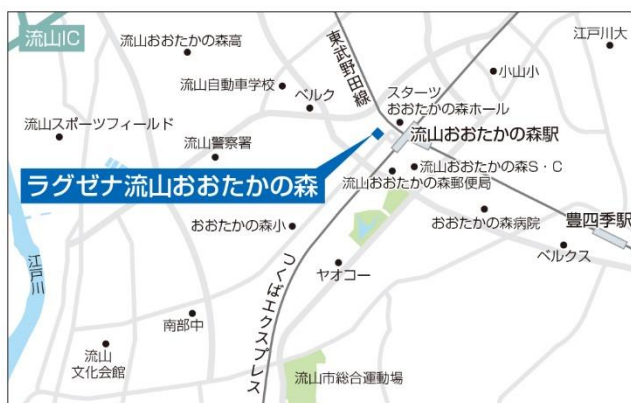 流山IC
流山おおたかの森高
東武野田線
江戸川大
小山小
流山自動車学校
ベルク
スターツ
おおたかの森ホール
流山スポーツフィールド
流山おおたかの森駅
流山警察署
流山おおたかの森S・C
ラグゼナ流山おおたかの森
流山おおたかの森郵便局
おおたかの森小
おおたかの森病院
豊四季駅
ベルクス
江戸川
つくばエクスプレス
ヤオコー
南部中
流山
文化会館
流山市総合運動場